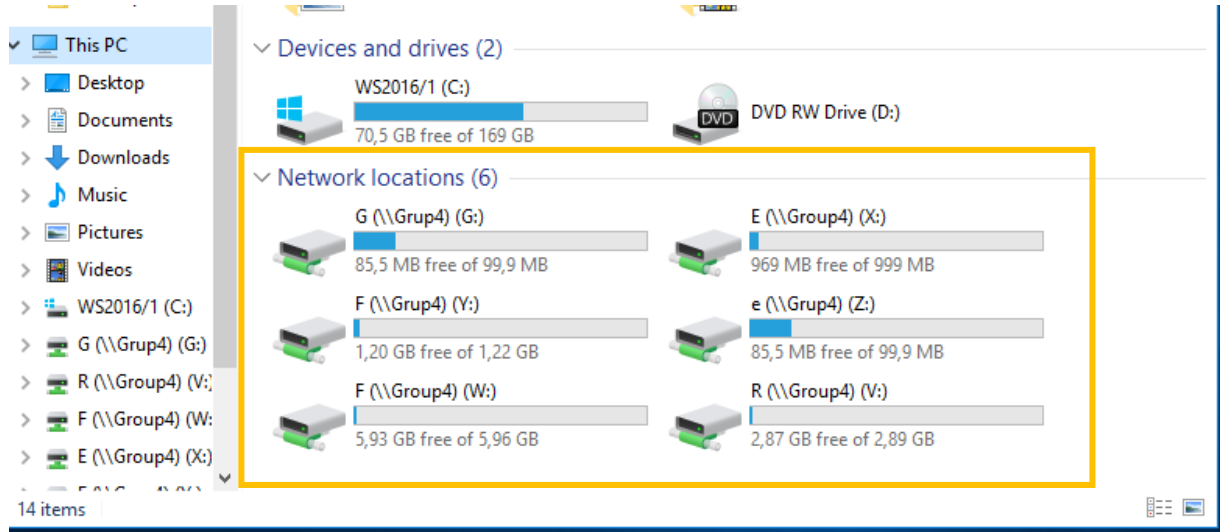 This PC
Desktop
Documents
Downloads
Music
Pictures
Videos
WS2016/1 (C:)
G (\\Grup4) (G:)
R (\\Group4) (V:
F (\\Group4) (W:
E (\\Group4) (X:)
Devices and drives (2)
WS2016/1 (C:)
70,5 GB free of 169 GB
DVD
DVD RW Drive (D:)
Network locations (6)
G (\\Grup4) (G:)
85,5 MB free of 99,9 MB
E (\\Group4) (X:)
969 MB free of 999 MB
F (\\Grup4) (Y:)
1,20 GB free of 1,22 GB
e (\\Grup4) (Z:)
85,5 MB free of 99,9 MB
F (\\Group4) (W:)
5,93 GB free of 5,96 GB
R (\\Group4) (V:)
2,87 GB free of 2,89 GB
14 items